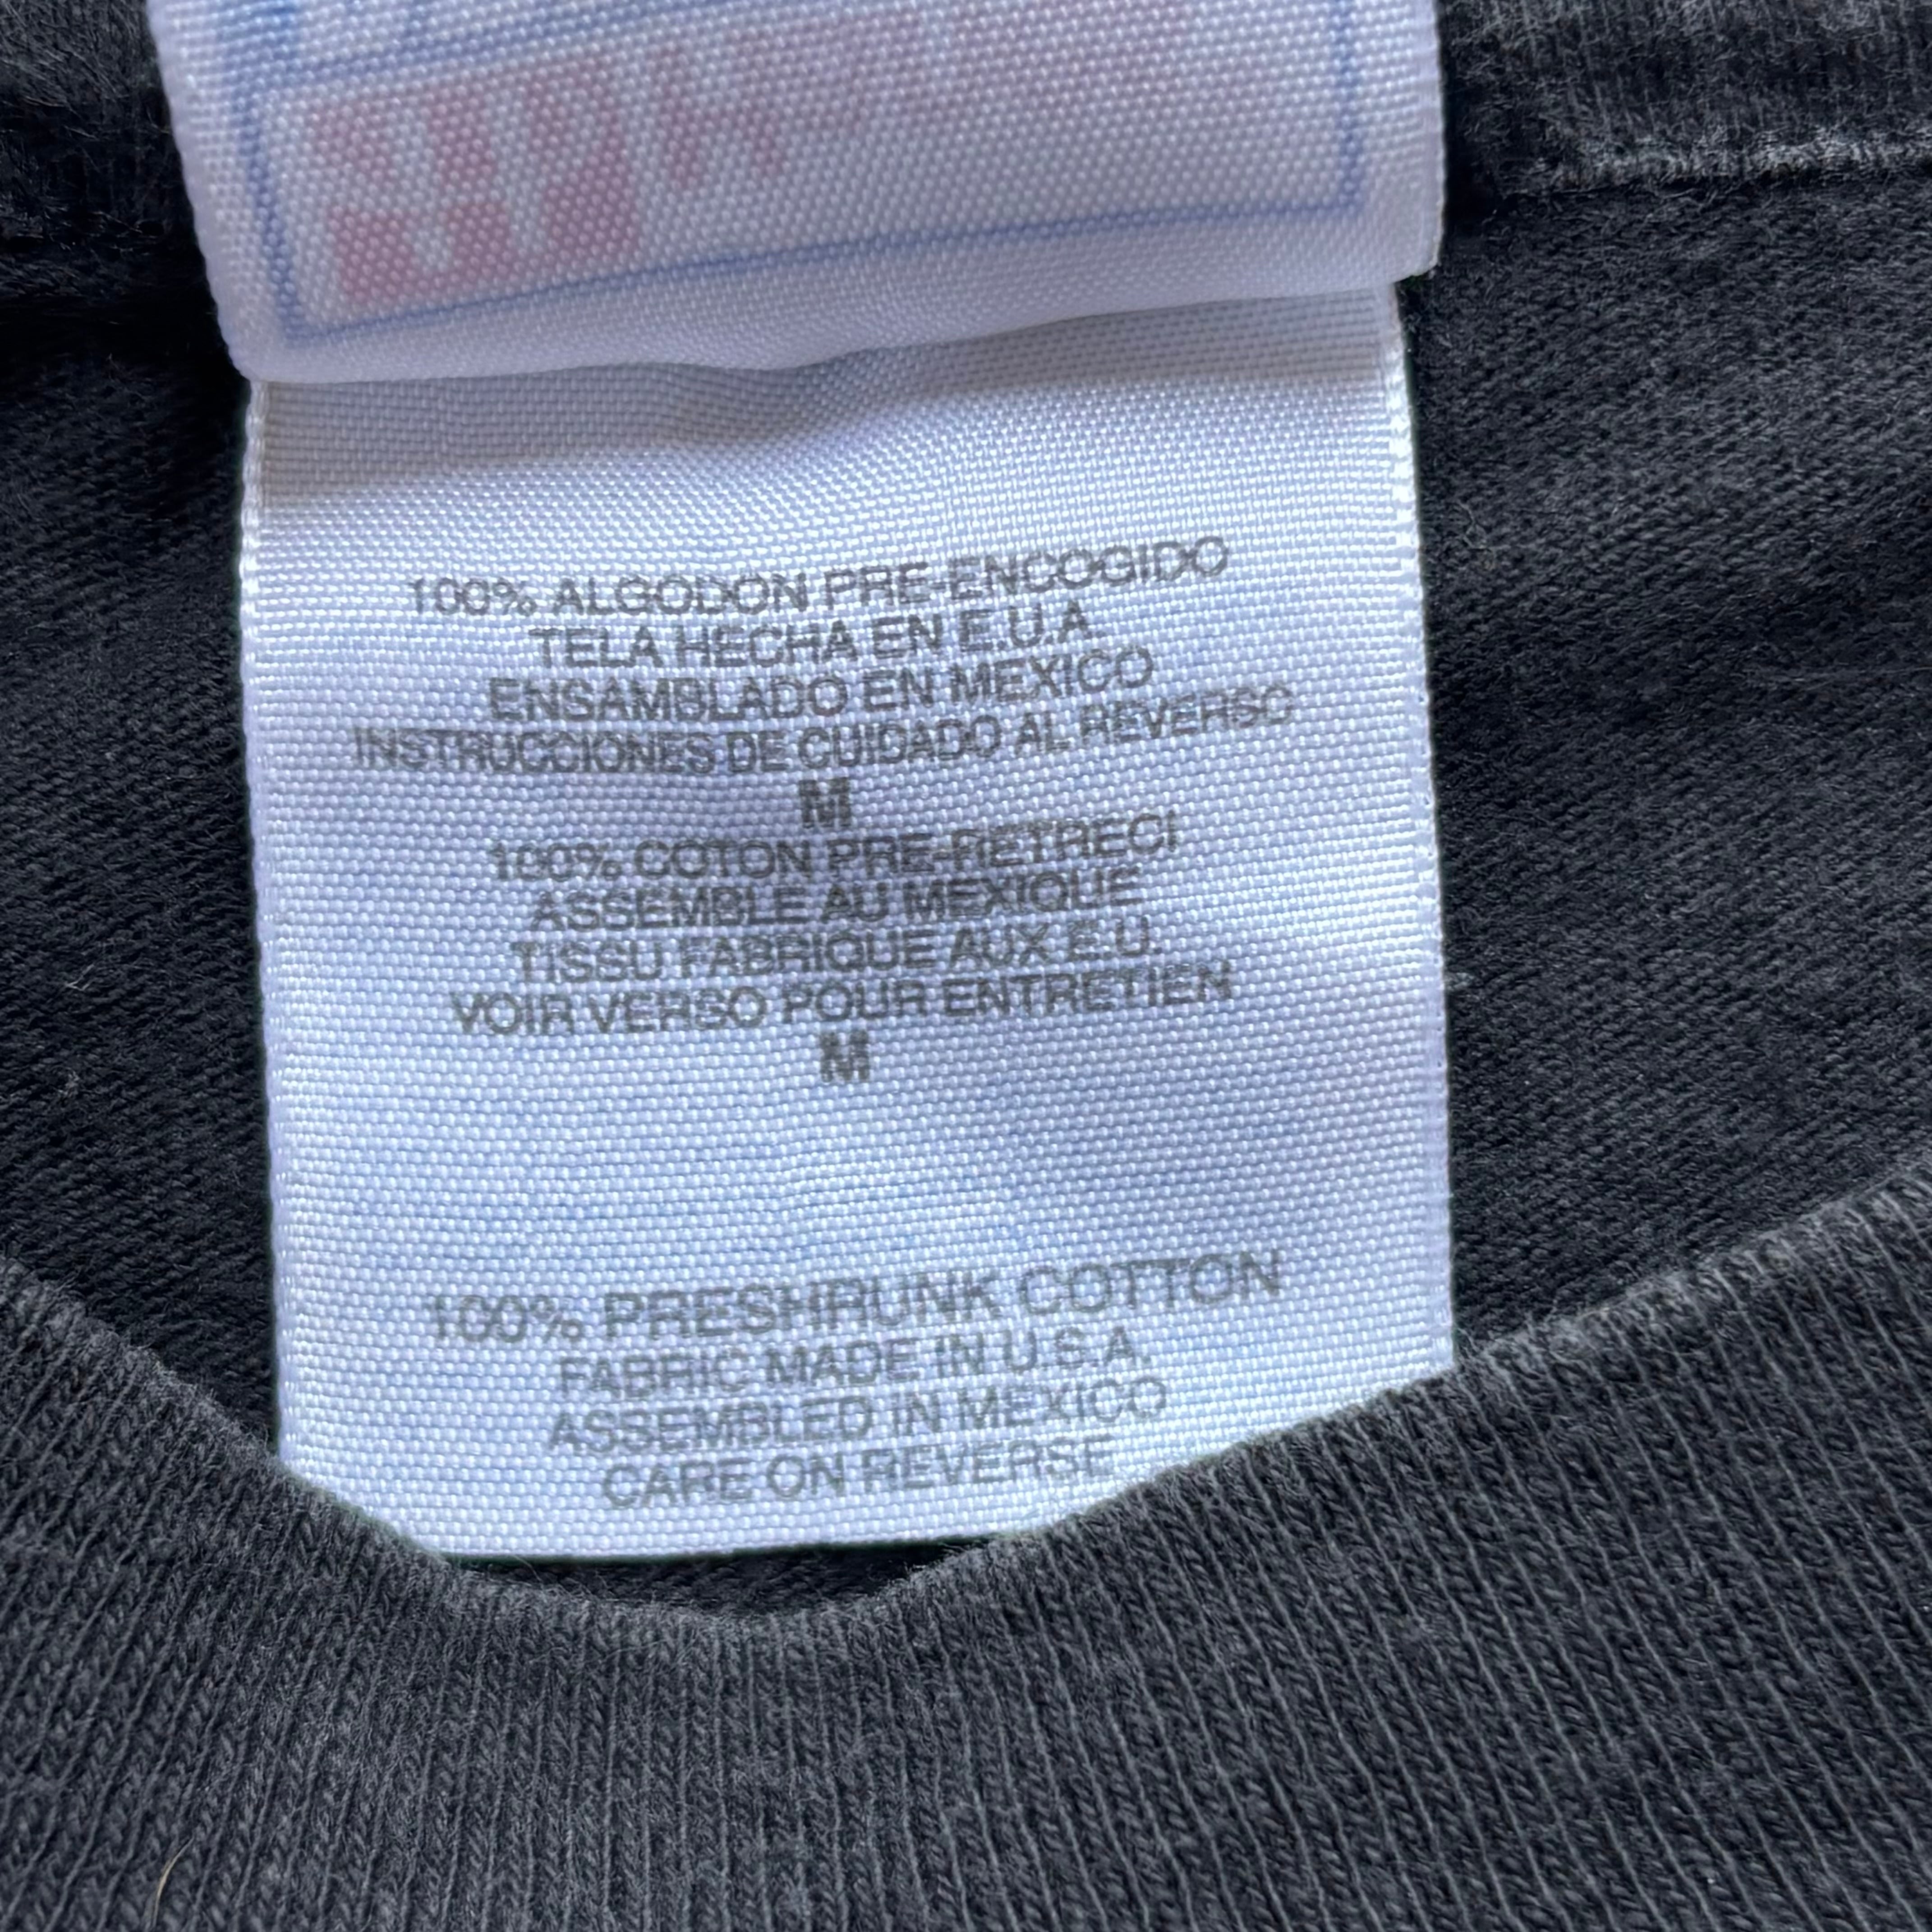 100% ALGODON PRE-ENCOGIDO
TELA HECHA EN E.U.A.
ENSAMBLADO EN MEXICO
INSTRUCCIONES DE CUIDADO AL REVERSO
M
100% COTON PRE-RETRECI
ASSEMBLE AU MEXIQUE
TISSU FABRIQUE AUX E.U.
VOIR VERSO POUR ENTRETIEN
M
100% PRESHRUNK COTTON
FABRIC MADE IN U.S.A.
ASSEMBLED IN MEXICO
CARE ON REVERSE